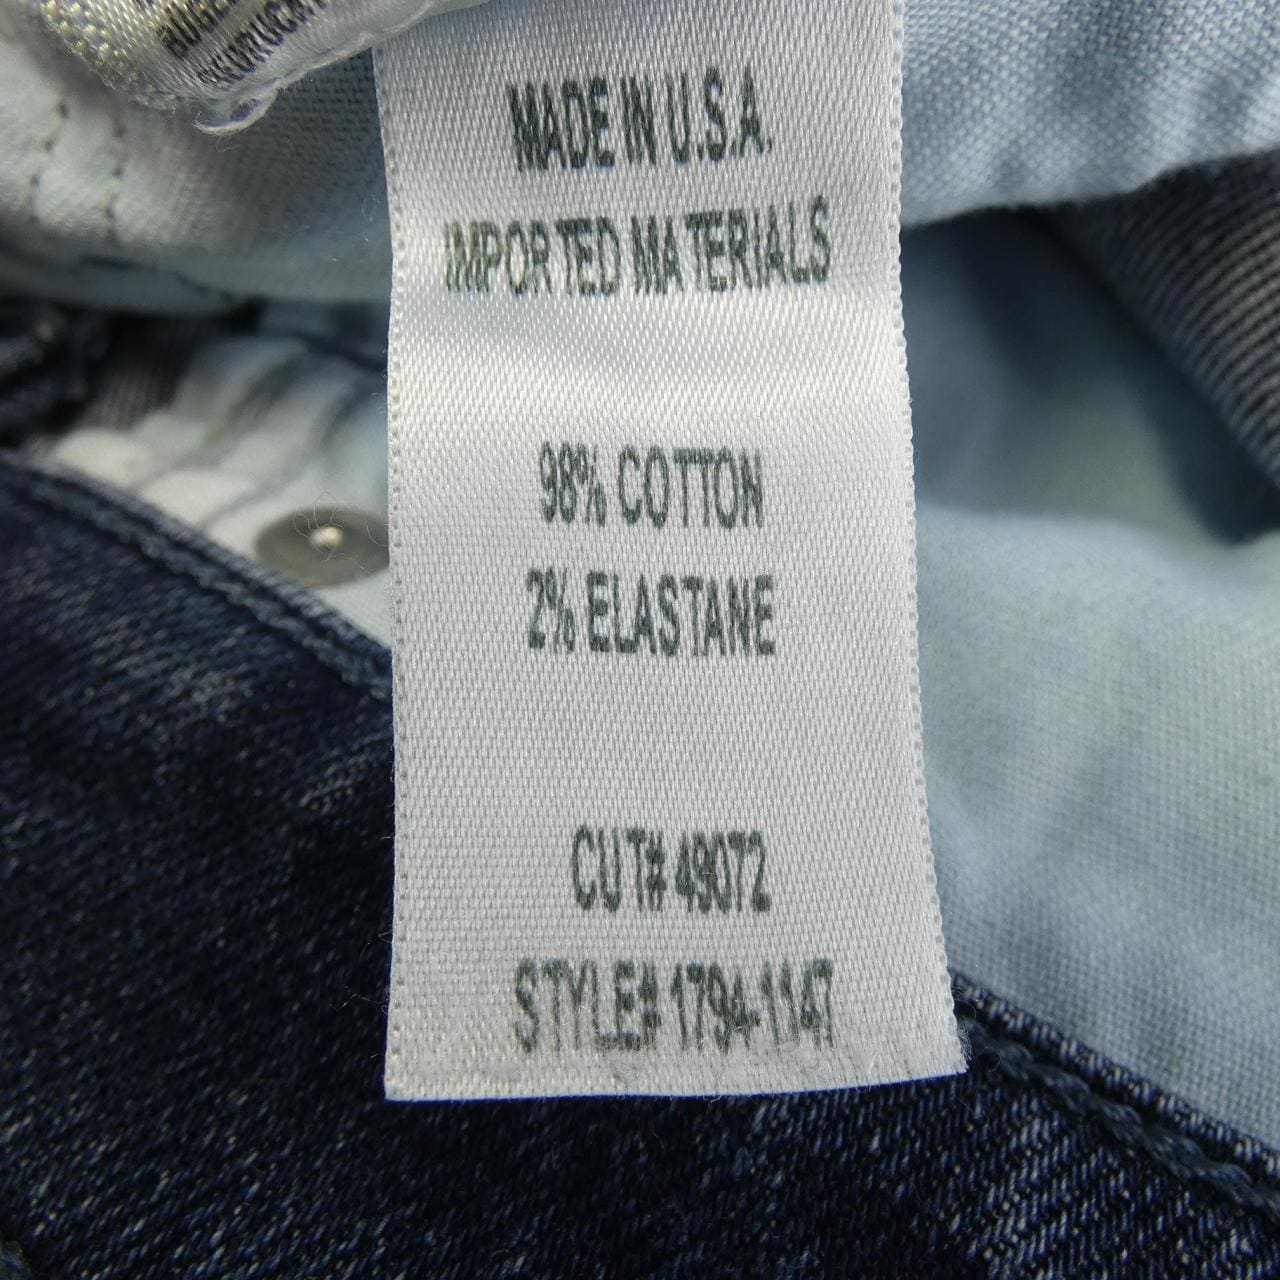 MADE IN U.S.A.
IMPORTED MATERIALS
98% COTTON
2% ELASTANE
CUT# 49072
STYLE# 1794-1147